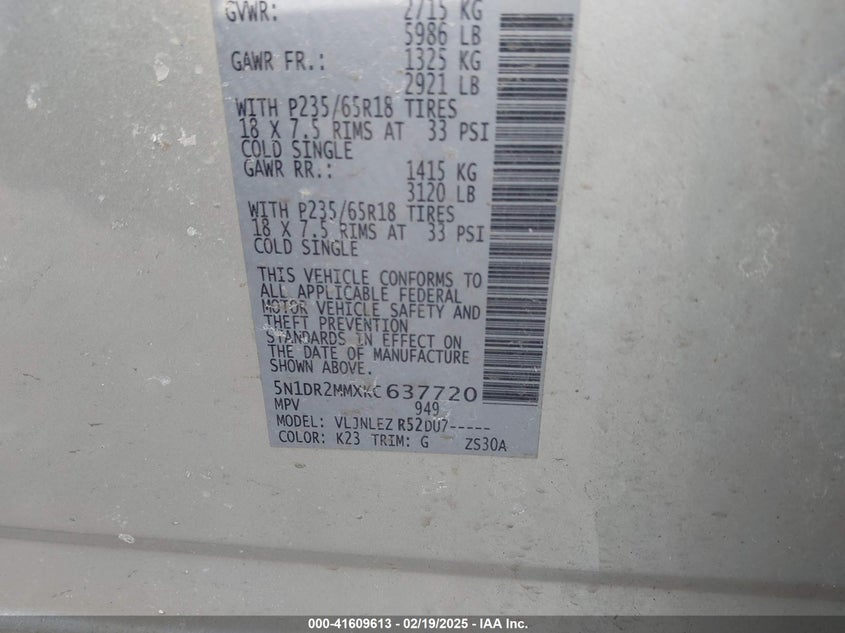 GVWR: 2715 KG
5986 LB
GAWR FR.: 1325 KG
2921 LB
WITH P235/65R18 TIRES
18 X 7.5 RIMS AT 33 PSI
COLD SINGLE
GAWR RR.: 1415 KG
3120 LB
WITH P235/65R18 TIRES
18 X 7.5 RIMS AT 33 PSI
COLD SINGLE
THIS VEHICLE CONFORMS TO
ALL APPLICABLE FEDERAL
MOTOR VEHICLE SAFETY AND
THEFT PREVENTION
STANDARDS IN EFFECT ON
THE DATE OF MANUFACTURE
SHOWN ABOVE.
5N1DR2MMXKC637720
MPV 949
MODEL: VLJNLEZ R52DU7-----
COLOR: K23 TRIM: G ZS30A
000-41609613 - 02/19/2025 - IAA Inc.